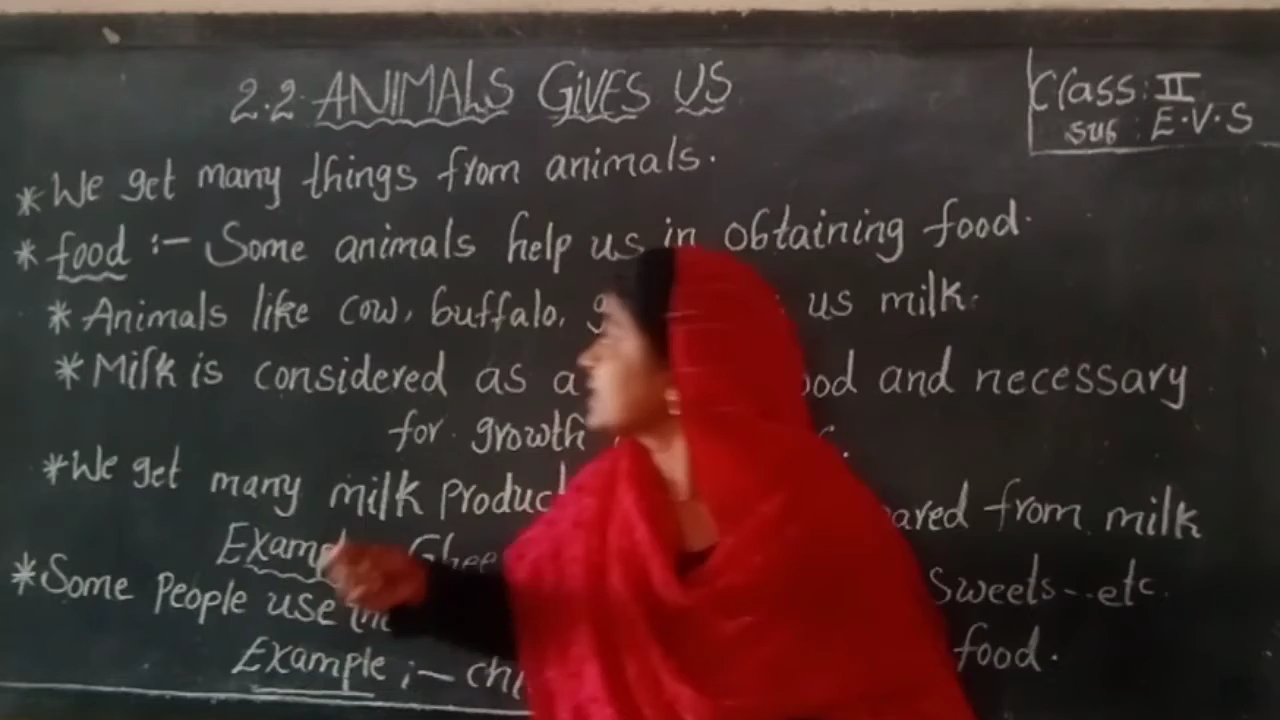 2.2 ANIMALS GIVES US
Class: II
Sub : E.V.S
* We get many things from animals.
* food :- Some animals help us in obtaining food.
* Animals like cow, buffalo, us milk.
* Milk is considered as a and necessary
for growth
* We get many milk from milk
Ghee Sweets--etc.
* Some People use food.
Example :-